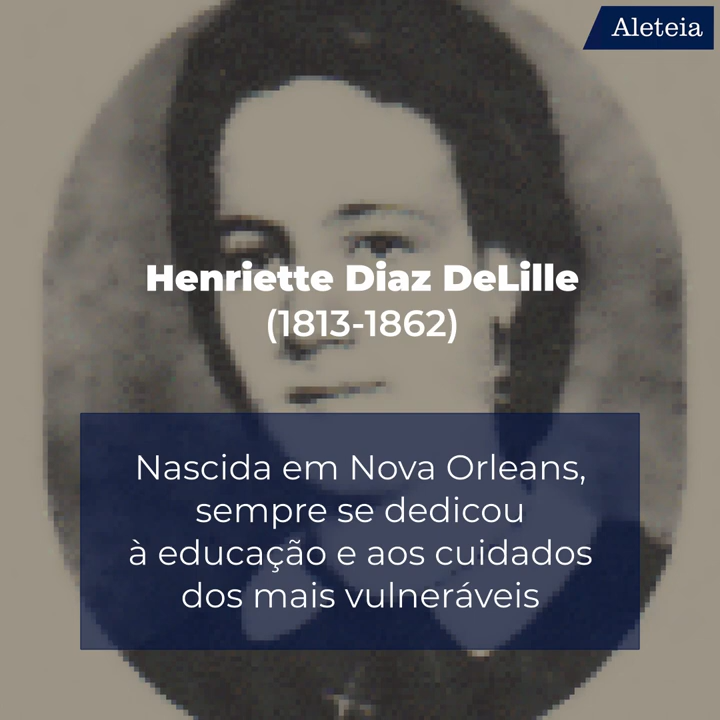 Aleteia
Henriette Diaz DeLille
(1813-1862)
Nascida em Nova Orleans,
sempre se dedicou
à educação e aos cuidados
dos mais vulneráveis